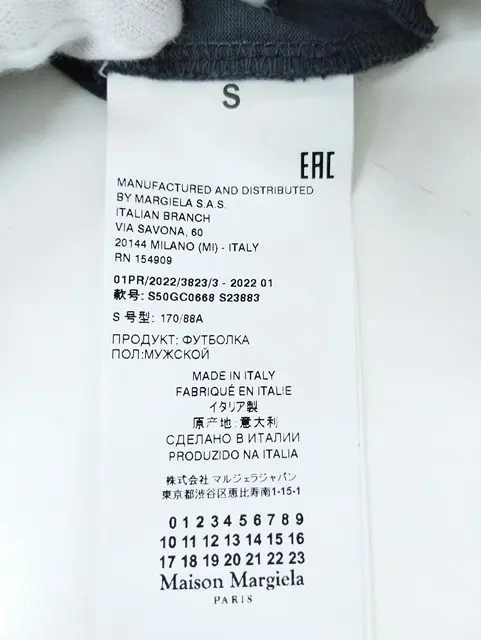 S
EAC
MANUFACTURED AND DISTRIBUTED
BY MARGIELA S.A.S.
ITALIAN BRANCH
VIA SAVONA, 60
20144 MILANO (MI) - ITALY
RN 154909
01PR/2022/3823/3 - 2022 01
款号: S50GC0668 S23883
S 号型: 170/88A
ПРОДУКТ: ФУТБОЛКА
ПОЛ:МУЖСКОЙ
MADE IN ITALY
FABRIQUÉ EN ITALIE
イタリア製
原产地:意大利
СДЕЛАНО В ИТАЛИИ
PRODUZIDO NA ITALIA
株式会社 マルジェラジャパン
東京都渋谷区恵比寿南1-15-1
0 1 2 3 4 5 6 7 8 9
10 11 12 13 14 15 16
17 18 19 20 21 22 23
Maison Margiela
PARIS